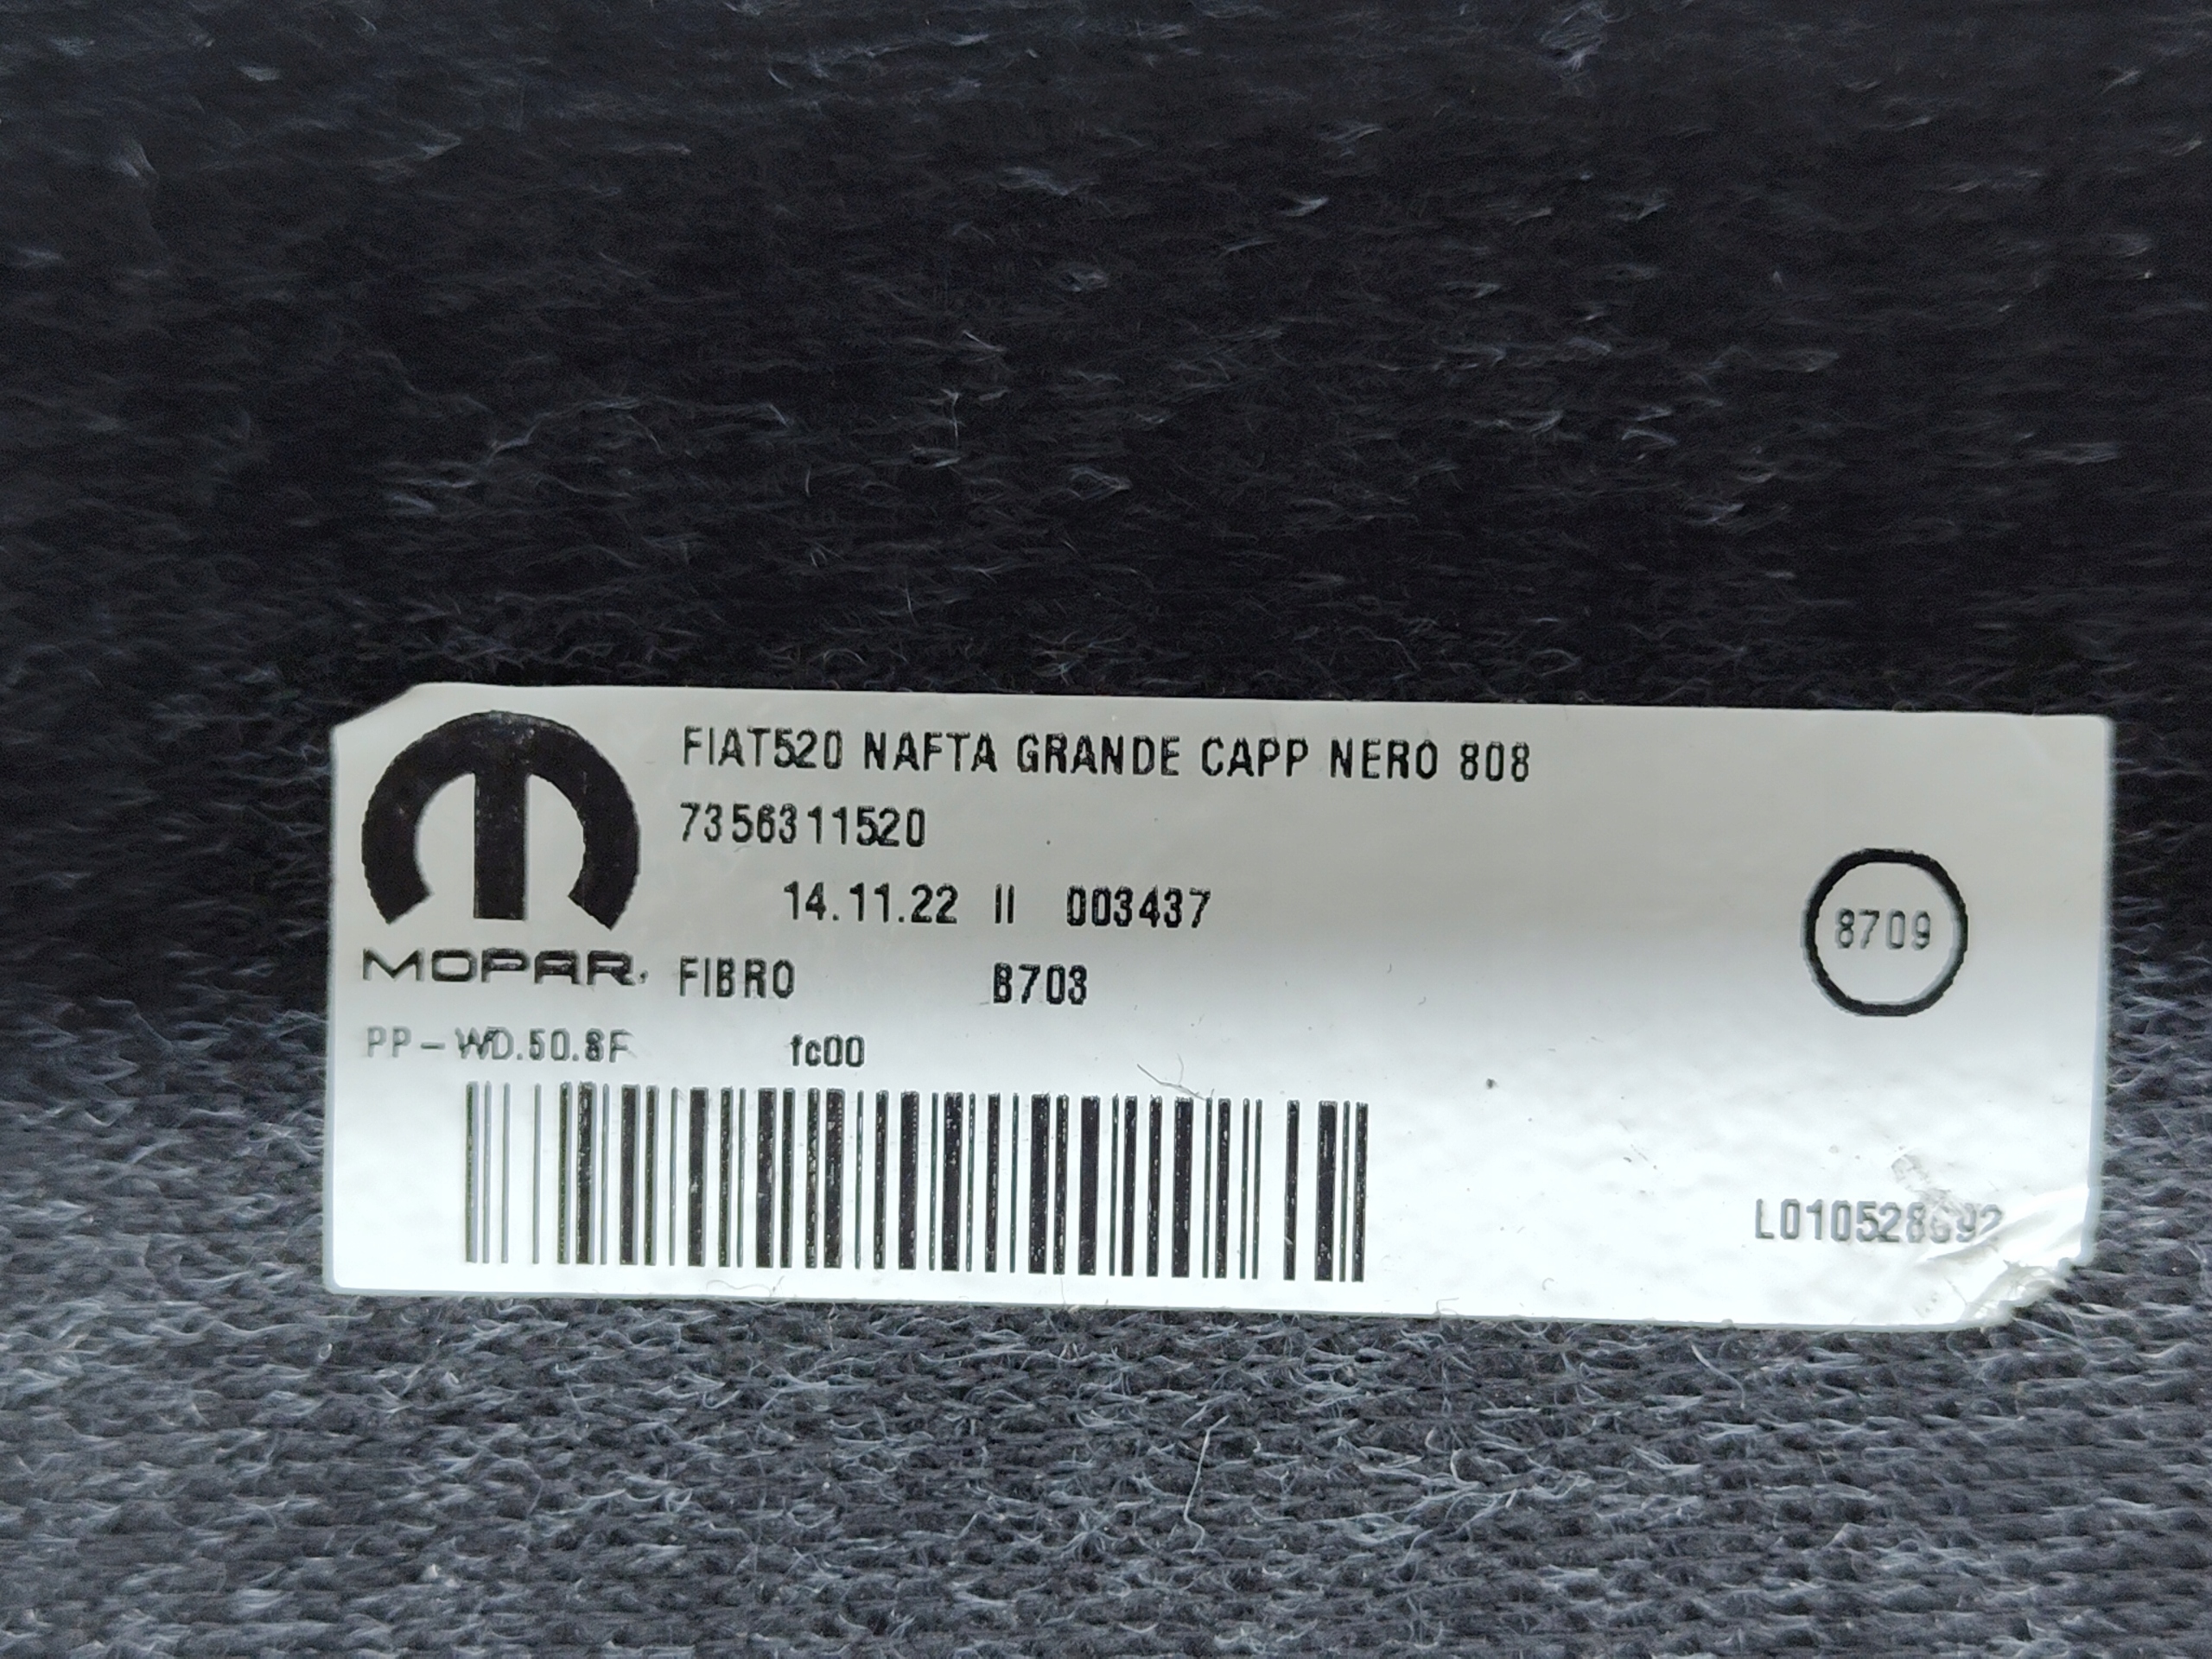 FIAT520 NAFTA GRANDE CAPP NERO 808
7356311520
14.11.22 II 003437
8709
MOPAR
FIBRO 8703
PP-WD.50.8F fc00